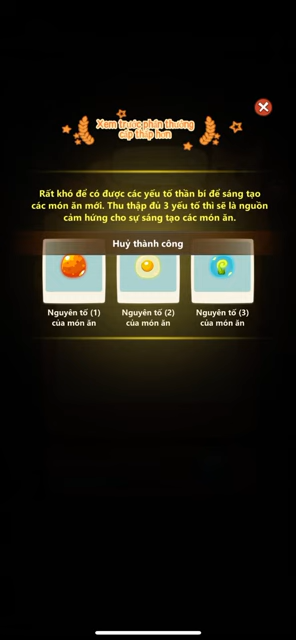 Xem trước phần thưởng
cấp thấp hơn
Rất khó để có được các yếu tố thần bí để sáng tạo
các món ăn mới. Thu thập đủ 3 yếu tố thì sẽ là nguồn
cảm hứng cho sự sáng tạo các món ăn.
Huỷ thành công
Nguyên tố (1)
của món ăn
Nguyên tố (2)
của món ăn
Nguyên tố (3)
của món ăn